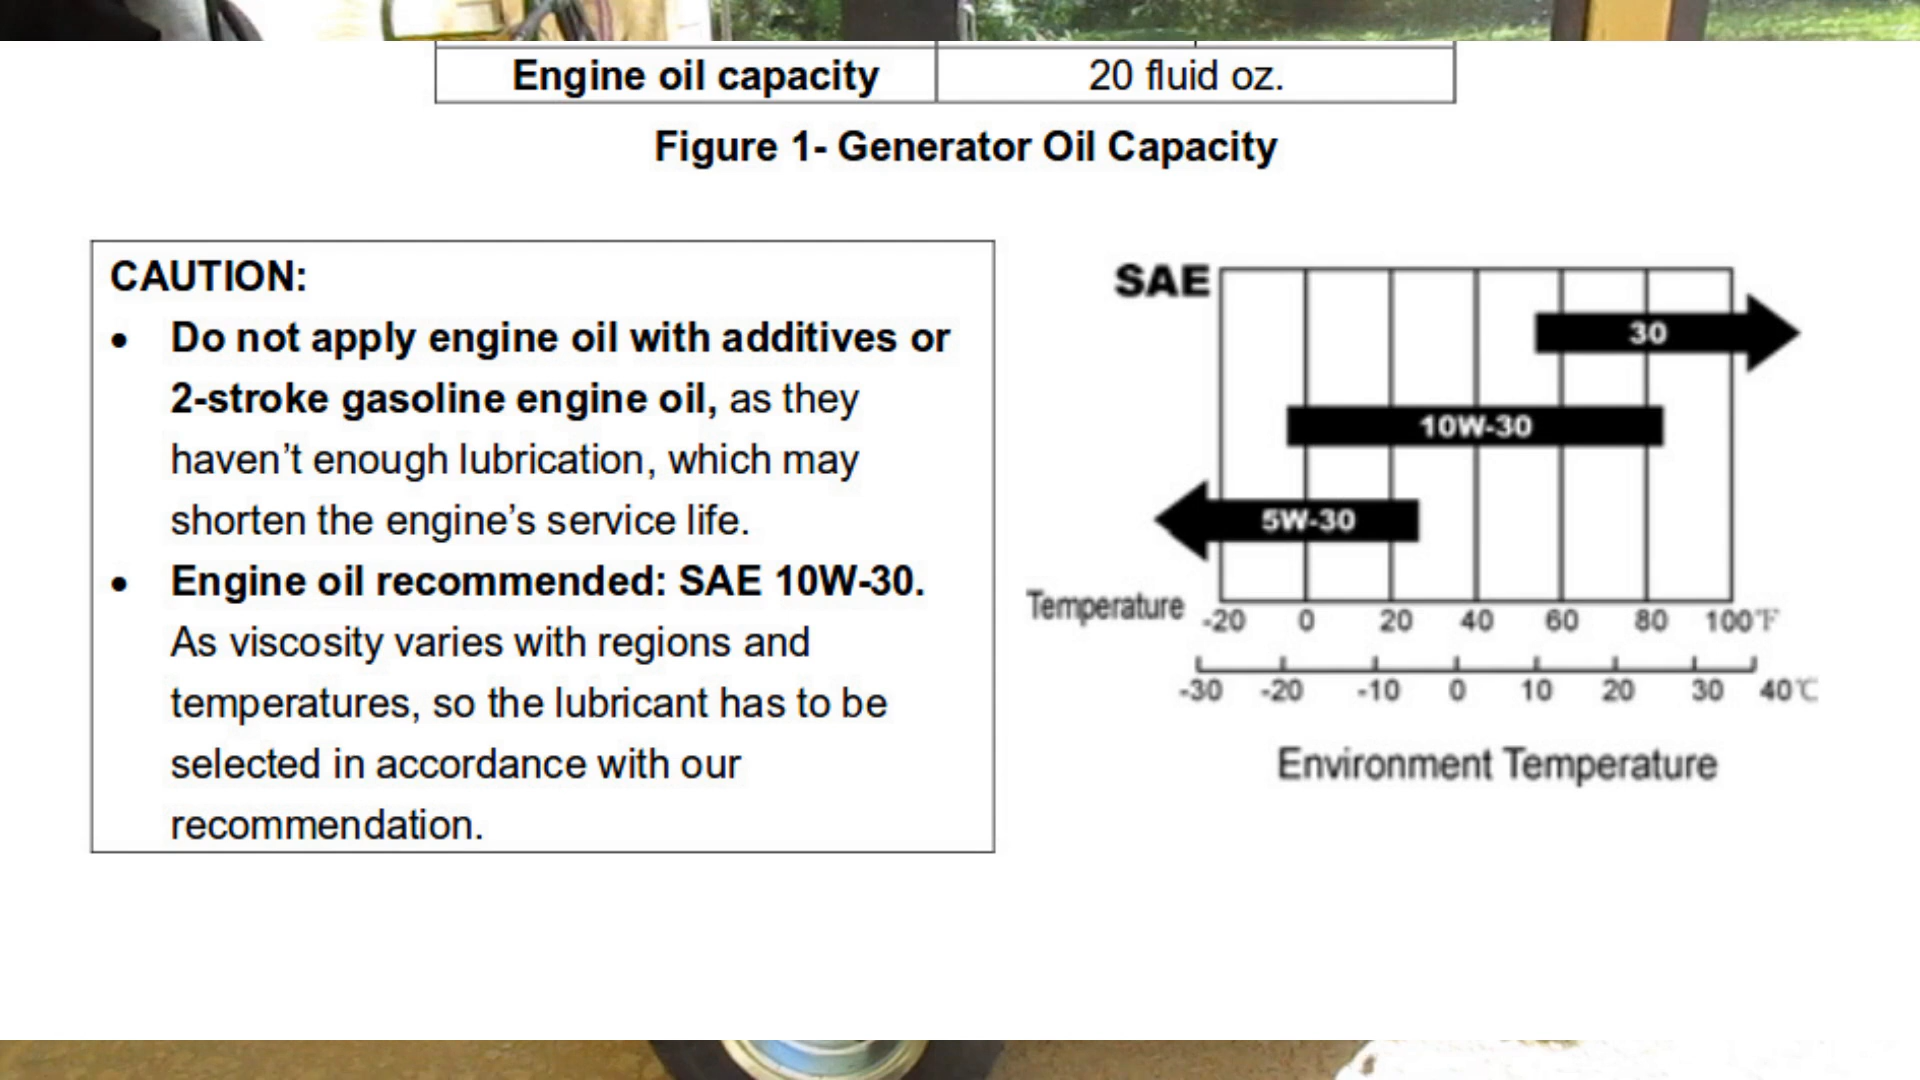 Engine oil capacity 20 fluid oz.
Figure 1- Generator Oil Capacity
CAUTION:
• Do not apply engine oil with additives or
2-stroke gasoline engine oil, as they
haven’t enough lubrication, which may
shorten the engine’s service life.
• Engine oil recommended: SAE 10W-30.
As viscosity varies with regions and
temperatures, so the lubricant has to be
selected in accordance with our
recommendation.
SAE
30
10W-30
5W-30
Temperature -20 0 20 40 60 80 100°F
-30 -20 -10 0 10 20 30 40℃
Environment Temperature